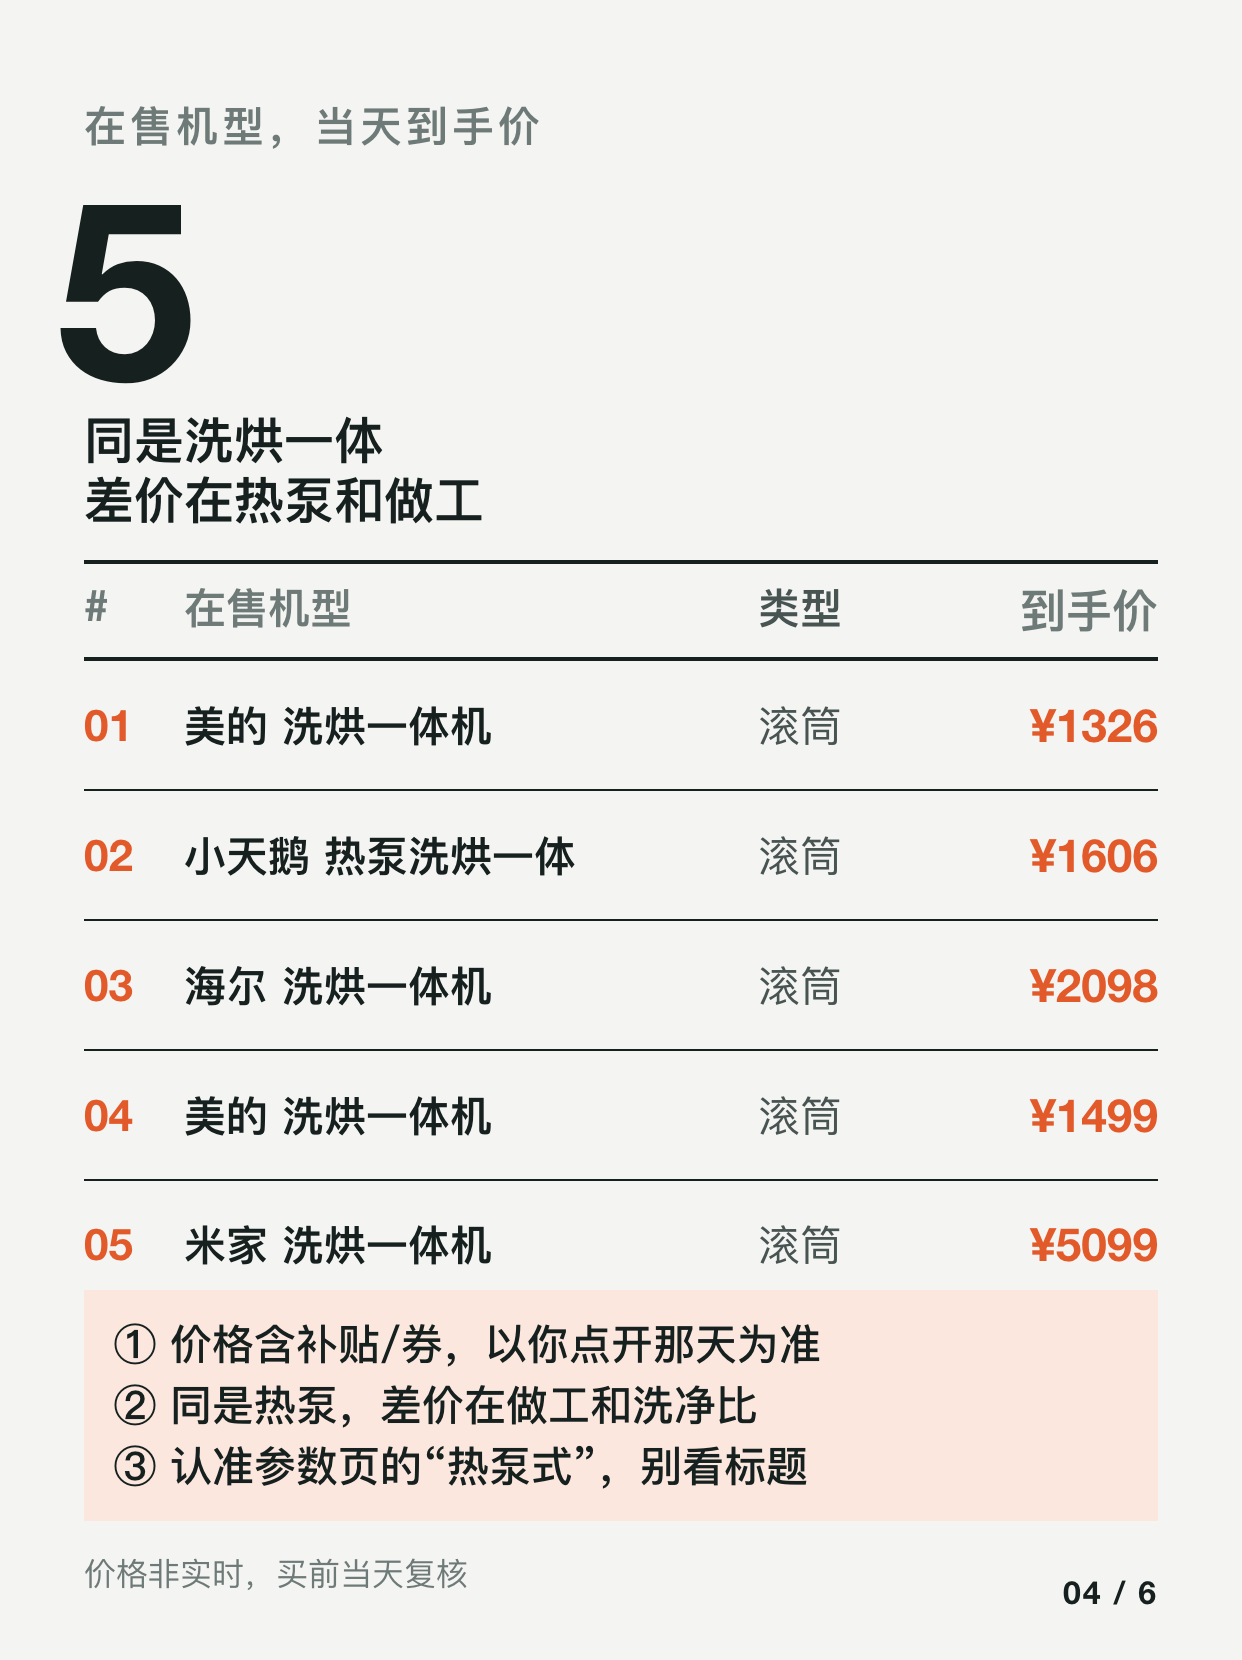 在售机型，当天到手价
5
同是洗烘一体
差价在热泵和做工
# 在售机型 类型 到手价
01 美的 洗烘一体机 滚筒 ¥1326
02 小天鹅 热泵洗烘一体 滚筒 ¥1606
03 海尔 洗烘一体机 滚筒 ¥2098
04 美的 洗烘一体机 滚筒 ¥1499
05 米家 洗烘一体机 滚筒 ¥5099
① 价格含补贴/券，以你点开那天为准
② 同是热泵，差价在做工和洗净比
③ 认准参数页的“热泵式”，别看标题
价格非实时，买前当天复核
04 / 6